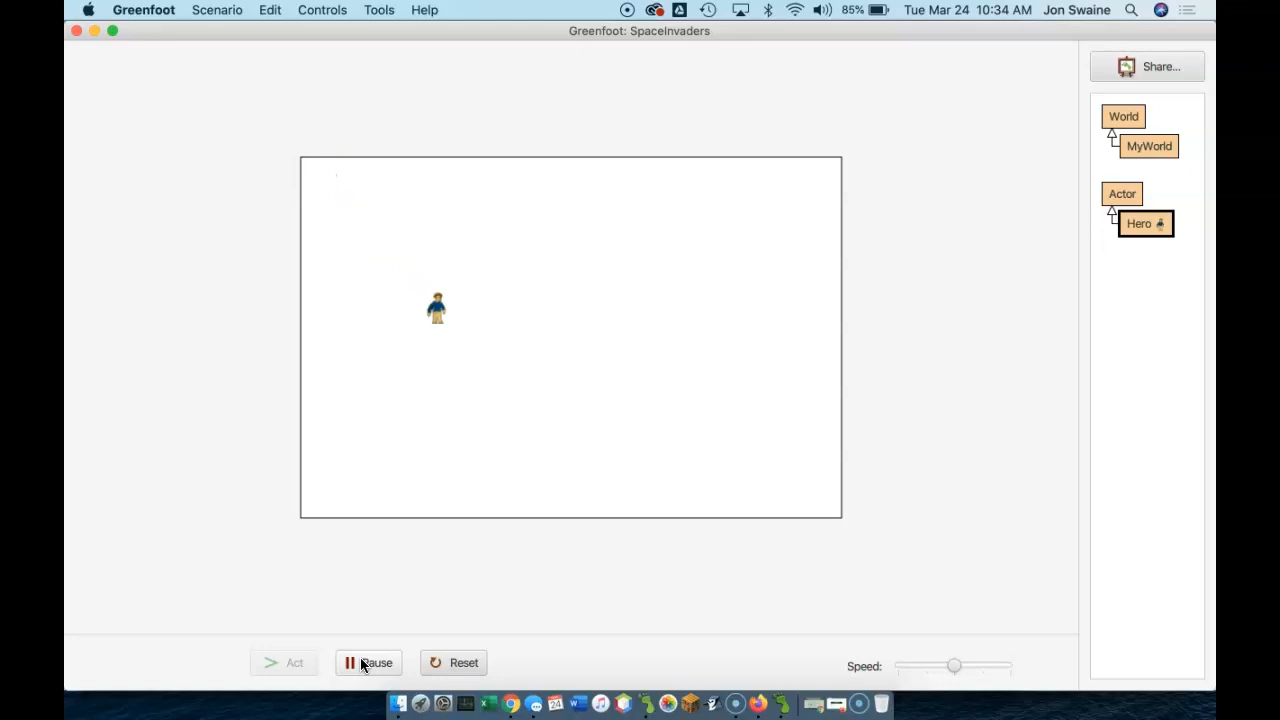 Greenfoot Scenario Edit Controls Tools Help 85% Tue Mar 24 10:34 AM Jon Swaine
Greenfoot: SpaceInvaders
Share...
World
MyWorld
Actor
Hero
Act Pause Reset Speed: